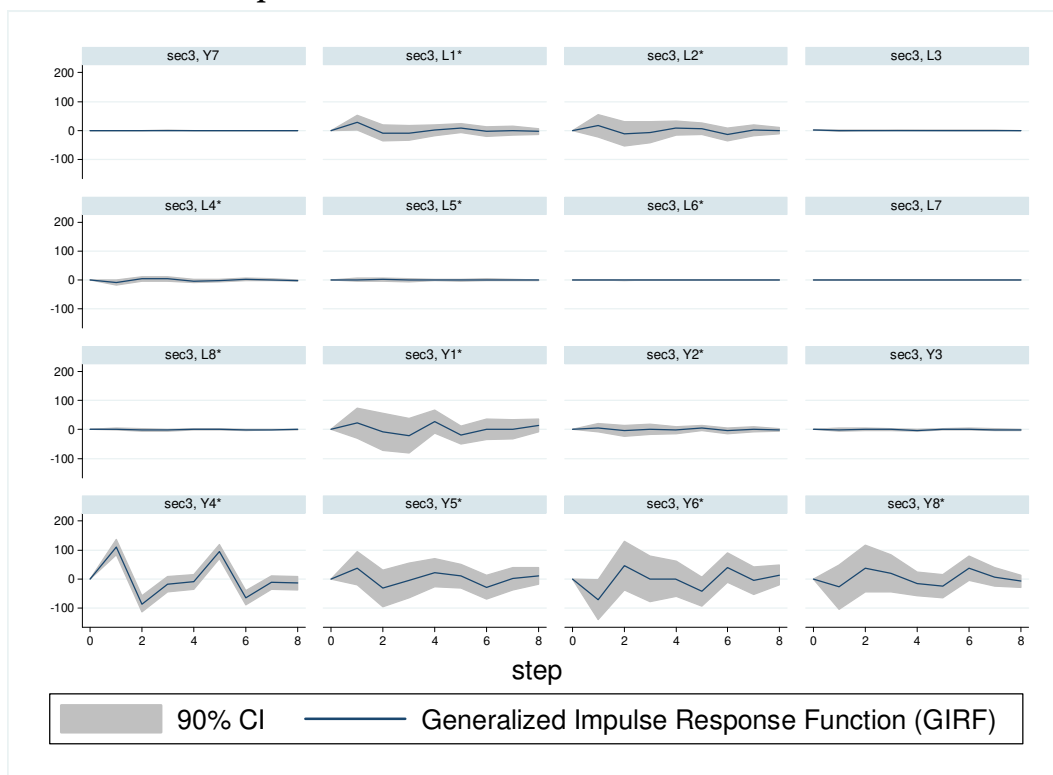 sec3, Y7 sec3, L1* sec3, L2* sec3, L3
200
100
0
-100
sec3, L4* sec3, L5* sec3, L6* sec3, L7
200
100
0
-100
sec3, L8* sec3, Y1* sec3, Y2* sec3, Y3
200
100
0
-100
sec3, Y4* sec3, Y5* sec3, Y6* sec3, Y8*
200
100
0
-100
0 2 4 6 8 0 2 4 6 8 0 2 4 6 8 0 2 4 6 8
step
90% CI Generalized Impulse Response Function (GIRF)